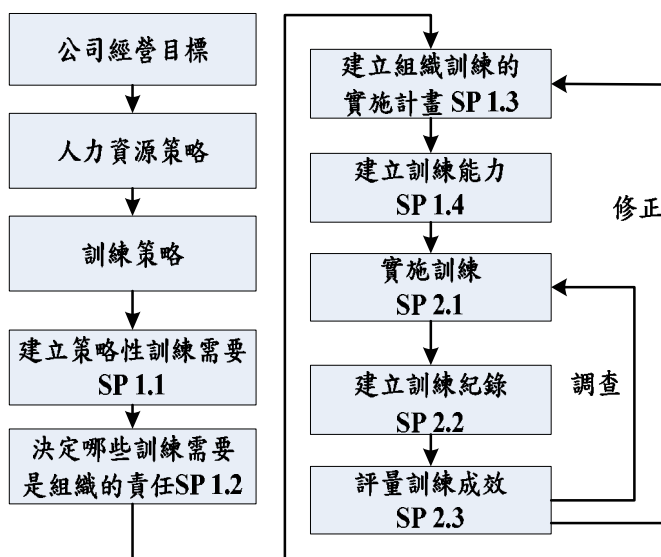 公司經營目標
人力資源策略
訓練策略
建立策略性訓練需要
SP 1.1
決定哪些訓練需要
是組織的責任SP 1.2
建立組織訓練的
實施計畫 SP 1.3
建立訓練能力
SP 1.4
實施訓練
SP 2.1
建立訓練紀錄
SP 2.2
評量訓練成效
SP 2.3
調查
修正